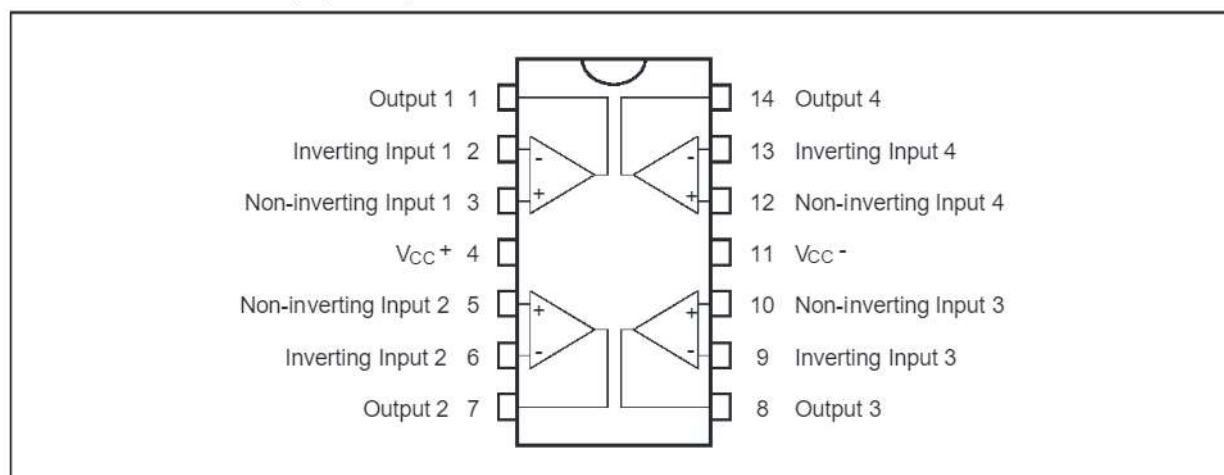 Output 1 1
14 Output 4
Inverting Input 1 2
-
-
13 Inverting Input 4
Non-inverting Input 1 3
+
+
12 Non-inverting Input 4
VCC + 4
11 VCC -
Non-inverting Input 2 5
+
+
10 Non-inverting Input 3
Inverting Input 2 6
-
-
9 Inverting Input 3
Output 2 7
8 Output 3